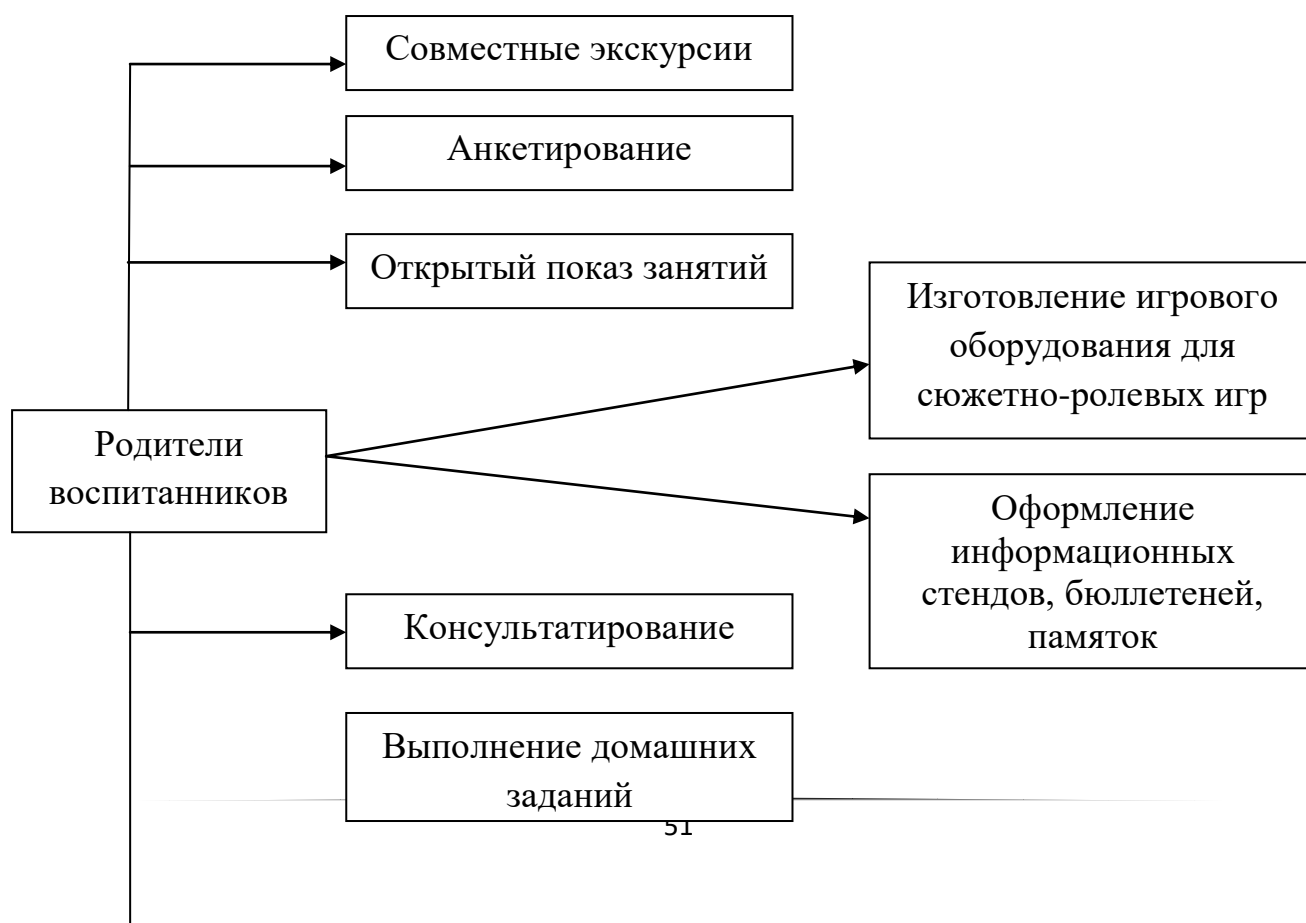 Совместные экскурсии
Анкетирование
Открытый показ занятий
Изготовление игрового
оборудования для
сюжетно-ролевых игр
Родители
воспитанников
Оформление
информационных
стендов, бюллетеней,
памяток
Консультатирование
Выполнение домашних
заданий
51